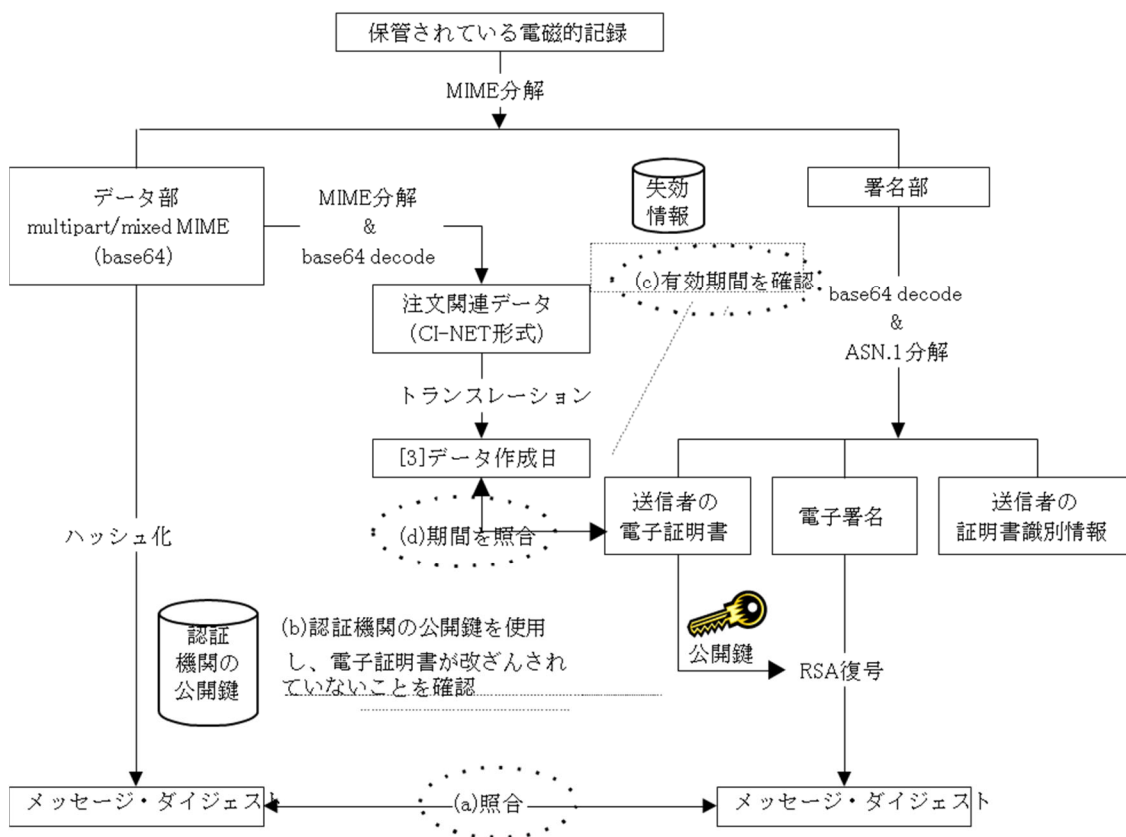 保管されている電磁的記録
MIME分解
データ部
multipart/mixed MIME
(base64)
MIME分解
&
base64 decode
失効
情報
署名部
(c)有効期間を確認
注文関連データ
(CI-NET形式)
base64 decode
&
ASN.1分解
トランスレーション
[3]データ作成日
送信者の
電子証明書
電子署名
送信者の
証明書識別情報
(d)期間を照合
ハッシュ化
認証
機関の
公開鍵
(b)認証機関の公開鍵を使用
し、電子証明書が改ざんされ
ていないことを確認
公開鍵
RSA復号
メッセージ・ダイジェスト
(a)照合
メッセージ・ダイジェスト